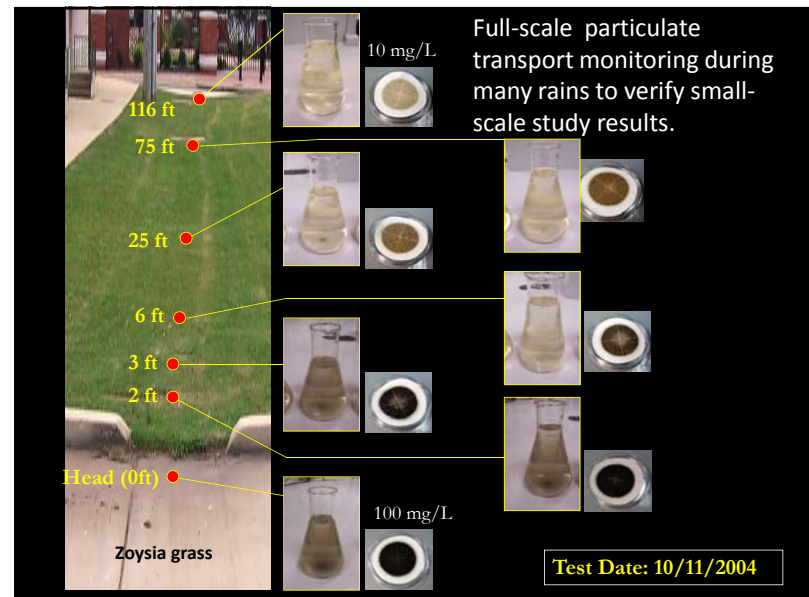 Full-scale particulate
transport monitoring during
many rains to verify small-
scale study results.
10 mg/L
116 ft
75 ft
25 ft
6 ft
3 ft
2 ft
Head (0ft)
100 mg/L
Zoysia grass
Test Date: 10/11/2004